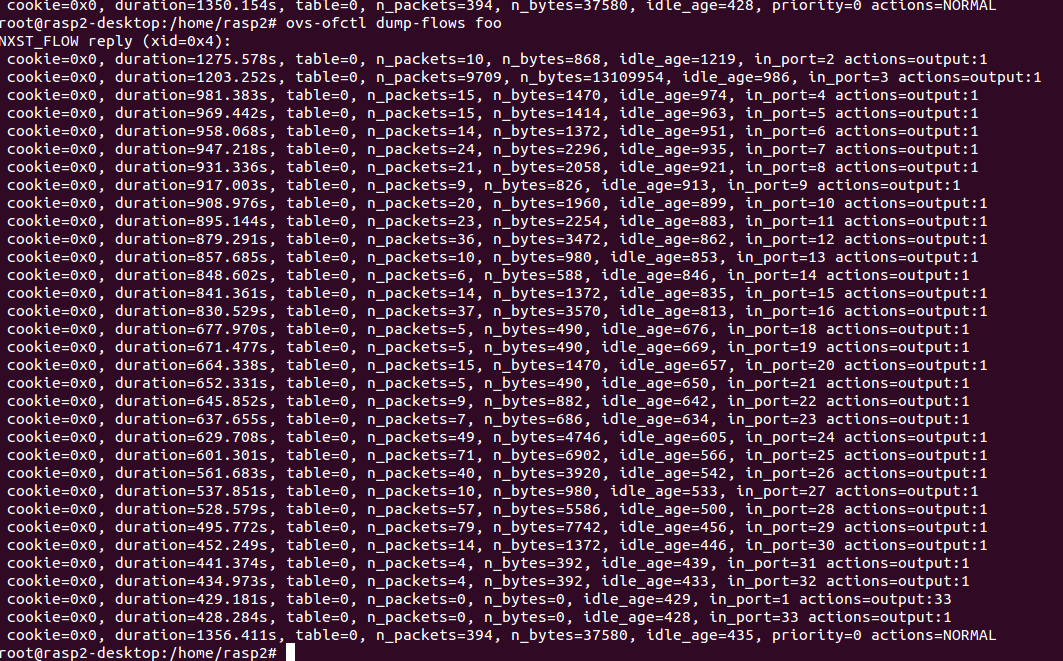 cookie=0x0, duration=1350.154s, table=0, n_packets=394, n_bytes=37580, idle_age=428, priority=0 actions=NORMAL
root@rasp2-desktop:/home/rasp2# ovs-ofctl dump-flows foo
NXST_FLOW reply (xid=0x4):
cookie=0x0, duration=1275.578s, table=0, n_packets=10, n_bytes=868, idle_age=1219, in_port=2 actions=output:1
cookie=0x0, duration=1203.252s, table=0, n_packets=9709, n_bytes=13109954, idle_age=986, in_port=3 actions=output:1
cookie=0x0, duration=981.383s, table=0, n_packets=15, n_bytes=1470, idle_age=974, in_port=4 actions=output:1
cookie=0x0, duration=969.442s, table=0, n_packets=15, n_bytes=1414, idle_age=963, in_port=5 actions=output:1
cookie=0x0, duration=958.068s, table=0, n_packets=14, n_bytes=1372, idle_age=951, in_port=6 actions=output:1
cookie=0x0, duration=947.218s, table=0, n_packets=24, n_bytes=2296, idle_age=935, in_port=7 actions=output:1
cookie=0x0, duration=931.336s, table=0, n_packets=21, n_bytes=2058, idle_age=921, in_port=8 actions=output:1
cookie=0x0, duration=917.003s, table=0, n_packets=9, n_bytes=826, idle_age=913, in_port=9 actions=output:1
cookie=0x0, duration=908.976s, table=0, n_packets=20, n_bytes=1960, idle_age=899, in_port=10 actions=output:1
cookie=0x0, duration=895.144s, table=0, n_packets=23, n_bytes=2254, idle_age=883, in_port=11 actions=output:1
cookie=0x0, duration=879.291s, table=0, n_packets=36, n_bytes=3472, idle_age=862, in_port=12 actions=output:1
cookie=0x0, duration=857.685s, table=0, n_packets=10, n_bytes=980, idle_age=853, in_port=13 actions=output:1
cookie=0x0, duration=848.602s, table=0, n_packets=6, n_bytes=588, idle_age=846, in_port=14 actions=output:1
cookie=0x0, duration=841.361s, table=0, n_packets=14, n_bytes=1372, idle_age=835, in_port=15 actions=output:1
cookie=0x0, duration=830.529s, table=0, n_packets=37, n_bytes=3570, idle_age=813, in_port=16 actions=output:1
cookie=0x0, duration=677.970s, table=0, n_packets=5, n_bytes=490, idle_age=676, in_port=18 actions=output:1
cookie=0x0, duration=671.477s, table=0, n_packets=5, n_bytes=490, idle_age=669, in_port=19 actions=output:1
cookie=0x0, duration=664.338s, table=0, n_packets=15, n_bytes=1470, idle_age=657, in_port=20 actions=output:1
cookie=0x0, duration=652.331s, table=0, n_packets=5, n_bytes=490, idle_age=650, in_port=21 actions=output:1
cookie=0x0, duration=645.852s, table=0, n_packets=9, n_bytes=882, idle_age=642, in_port=22 actions=output:1
cookie=0x0, duration=637.655s, table=0, n_packets=7, n_bytes=686, idle_age=634, in_port=23 actions=output:1
cookie=0x0, duration=629.708s, table=0, n_packets=49, n_bytes=4746, idle_age=605, in_port=24 actions=output:1
cookie=0x0, duration=601.301s, table=0, n_packets=71, n_bytes=6902, idle_age=566, in_port=25 actions=output:1
cookie=0x0, duration=561.683s, table=0, n_packets=40, n_bytes=3920, idle_age=542, in_port=26 actions=output:1
cookie=0x0, duration=537.851s, table=0, n_packets=10, n_bytes=980, idle_age=533, in_port=27 actions=output:1
cookie=0x0, duration=528.579s, table=0, n_packets=57, n_bytes=5586, idle_age=500, in_port=28 actions=output:1
cookie=0x0, duration=495.772s, table=0, n_packets=79, n_bytes=7742, idle_age=456, in_port=29 actions=output:1
cookie=0x0, duration=452.249s, table=0, n_packets=14, n_bytes=1372, idle_age=446, in_port=30 actions=output:1
cookie=0x0, duration=441.374s, table=0, n_packets=4, n_bytes=392, idle_age=439, in_port=31 actions=output:1
cookie=0x0, duration=434.973s, table=0, n_packets=4, n_bytes=392, idle_age=433, in_port=32 actions=output:1
cookie=0x0, duration=429.181s, table=0, n_packets=0, n_bytes=0, idle_age=429, in_port=1 actions=output:33
cookie=0x0, duration=428.284s, table=0, n_packets=0, n_bytes=0, idle_age=428, in_port=33 actions=output:1
cookie=0x0, duration=1356.411s, table=0, n_packets=394, n_bytes=37580, idle_age=435, priority=0 actions=NORMAL
root@rasp2-desktop:/home/rasp2#